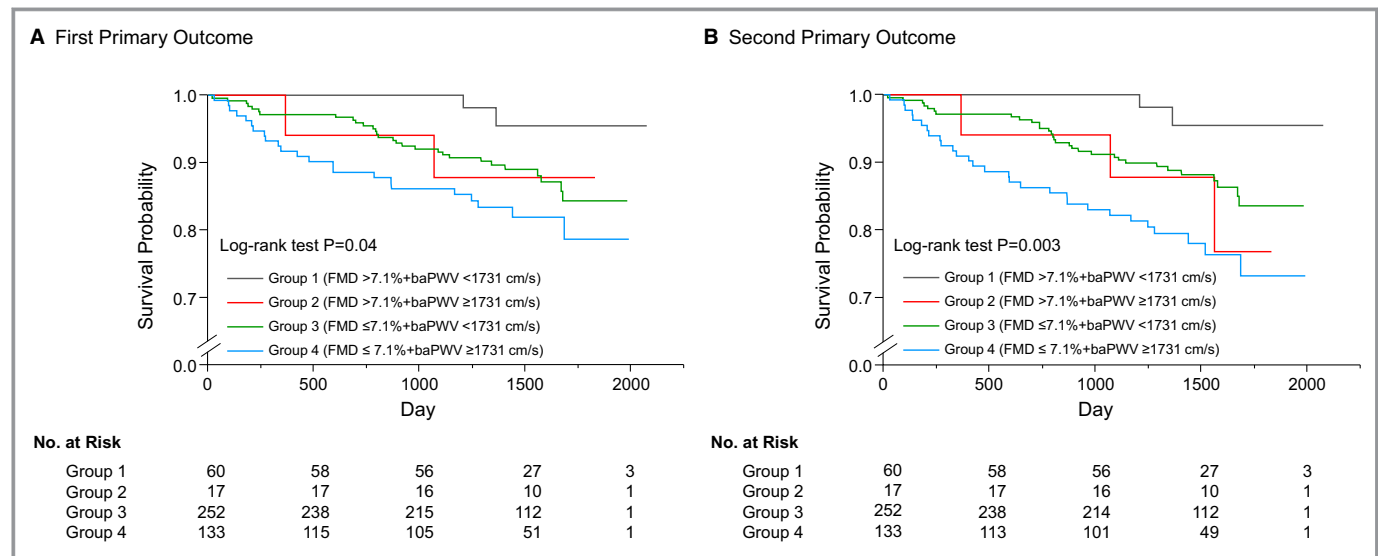 A First Primary Outcome
1.0
0.9
0.8
0.7
0.0
Survival Probability
Log-rank test P=0.04
Group 1 (FMD >7.1%+baPWV <1731 cm/s)
Group 2 (FMD >7.1%+baPWV ≥1731 cm/s)
Group 3 (FMD ≤7.1%+baPWV <1731 cm/s)
Group 4 (FMD ≤ 7.1%+baPWV ≥1731 cm/s)
0 500 1000 1500 2000
Day
No. at Risk
Group 1 60 58 56 27 3
Group 2 17 17 16 10 1
Group 3 252 238 215 112 1
Group 4 133 115 105 51 1
B Second Primary Outcome
1.0
0.9
0.8
0.7
0.0
Survival Probability
Log-rank test P=0.003
Group 1 (FMD >7.1%+baPWV <1731 cm/s)
Group 2 (FMD >7.1%+baPWV ≥1731 cm/s)
Group 3 (FMD ≤7.1%+baPWV <1731 cm/s)
Group 4 (FMD ≤ 7.1%+baPWV ≥1731 cm/s)
0 500 1000 1500 2000
Day
No. at Risk
Group 1 60 58 56 27 3
Group 2 17 17 16 10 1
Group 3 252 238 214 112 1
Group 4 133 113 101 49 1